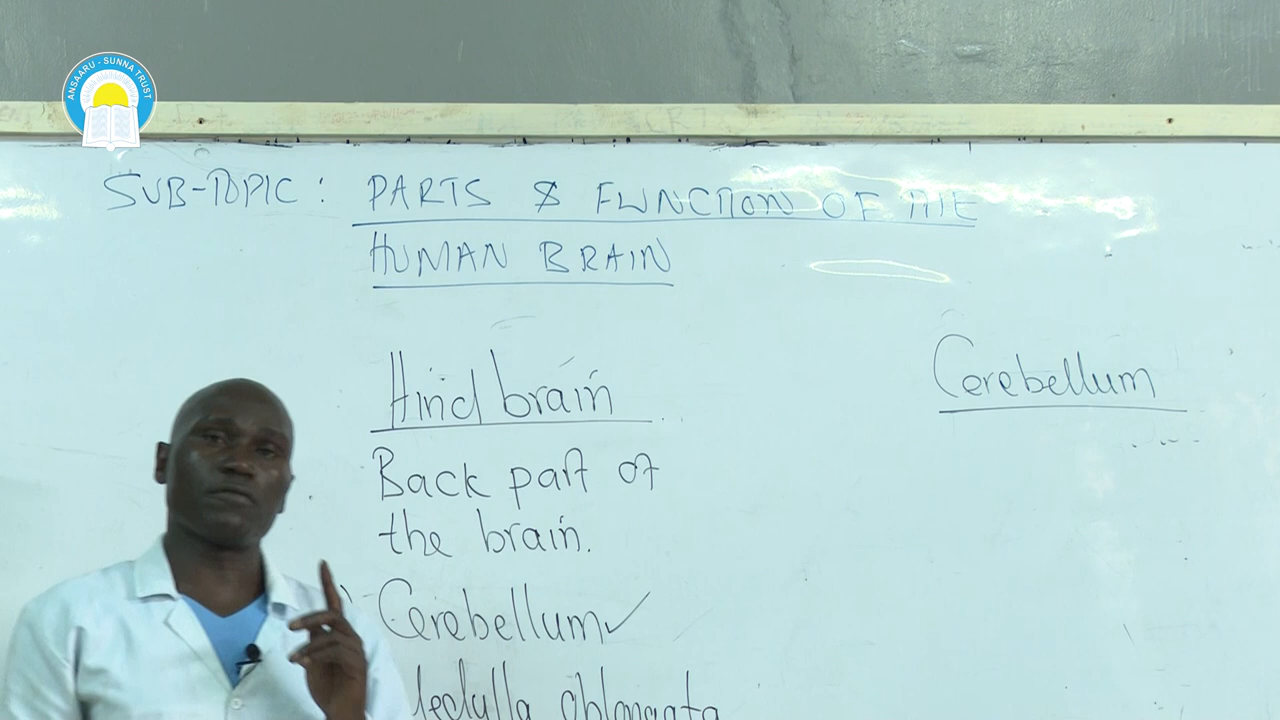 ANSAARU - SUNNA TRUST
SUB-TOPIC: PARTS & FUNCTION OF THE
HUMAN BRAIN
Hind brain
Back part of
the brain.
Cerebellum✓
oblongata
Cerebellum